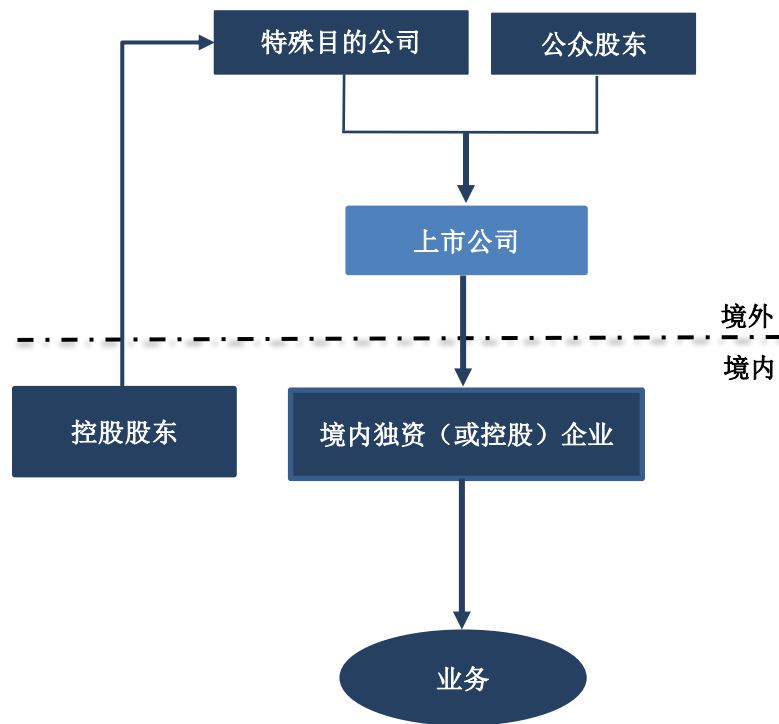 特殊目的公司
公众股东
上市公司
境外
境内
控股股东
境内独资（或控股）企业
业务